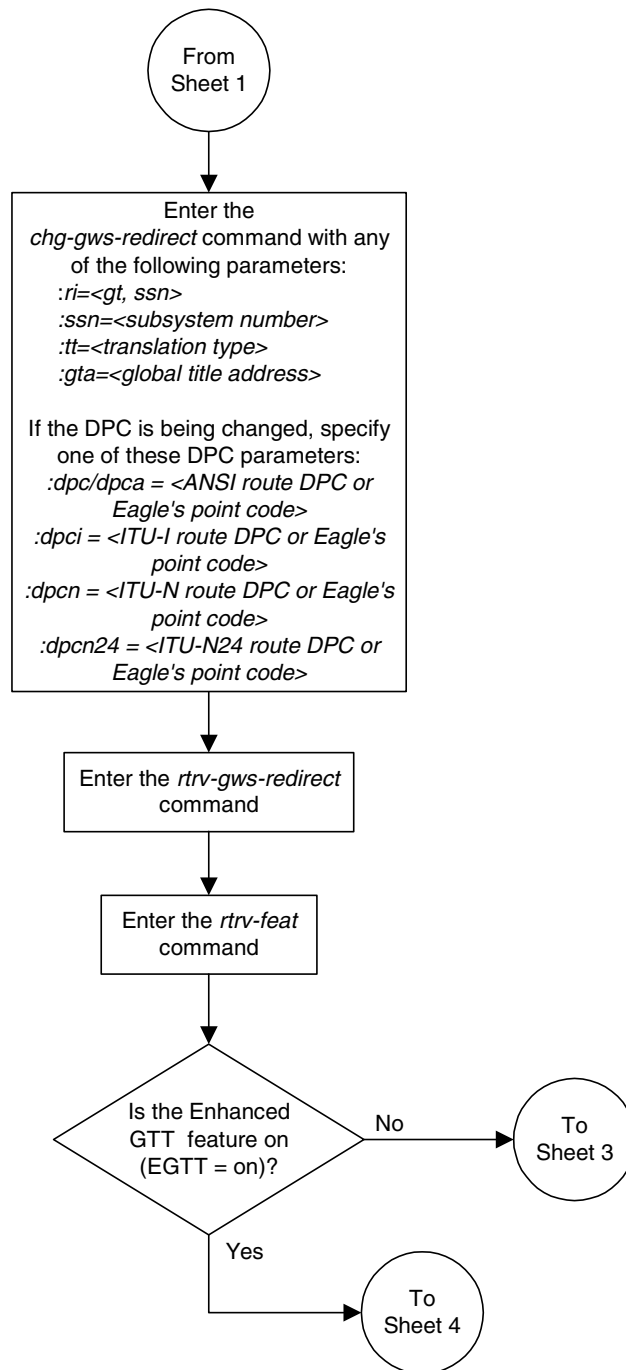 From
Sheet 1
Enter the
chg-gws-redirect command with any
of the following parameters:
:ri=<gt, ssn>
:ssn=<subsystem number>
:tt=<translation type>
:gta=<global title address>
If the DPC is being changed, specify
one of these DPC parameters:
:dpc/dpca = <ANSI route DPC or
Eagle's point code>
:dpci = <ITU-I route DPC or Eagle's
point code>
:dpcn = <ITU-N route DPC or Eagle's
point code>
:dpcn24 = <ITU-N24 route DPC or
Eagle's point code>
Enter the rtrv-gws-redirect
command
Enter the rtrv-feat
command
Is the Enhanced
GTT feature on
(EGTT = on)?
No
To
Sheet 3
Yes
To
Sheet 4